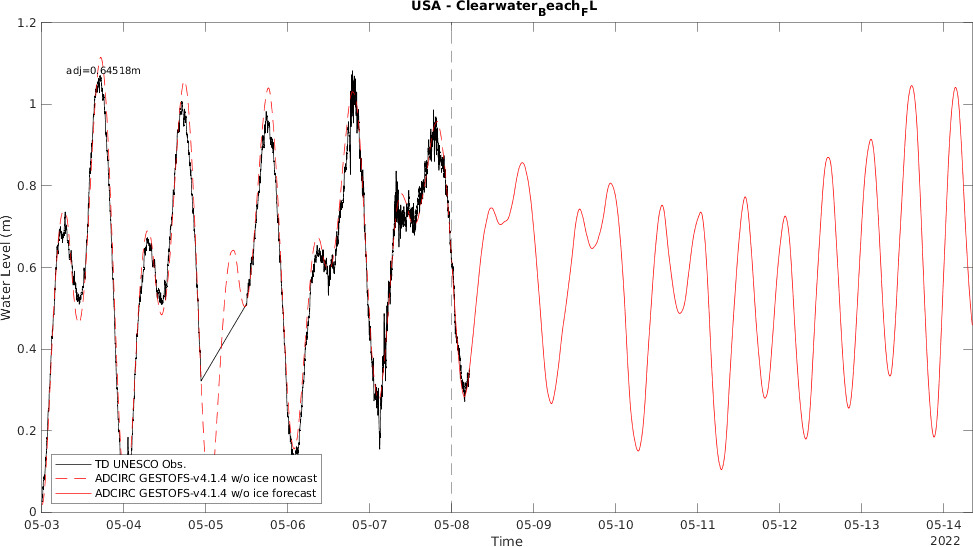 USA - Clearwater_Beach_FL
adj=0.64518m
1.2
1
0.8
0.6
0.4
0.2
0
Water Level (m)
TD UNESCO Obs.
ADCIRC GESTOFS-v4.1.4 w/o ice nowcast
ADCIRC GESTOFS-v4.1.4 w/o ice forecast
05-03 05-04 05-05 05-06 05-07 05-08 05-09 05-10 05-11 05-12 05-13 05-14
Time
2022